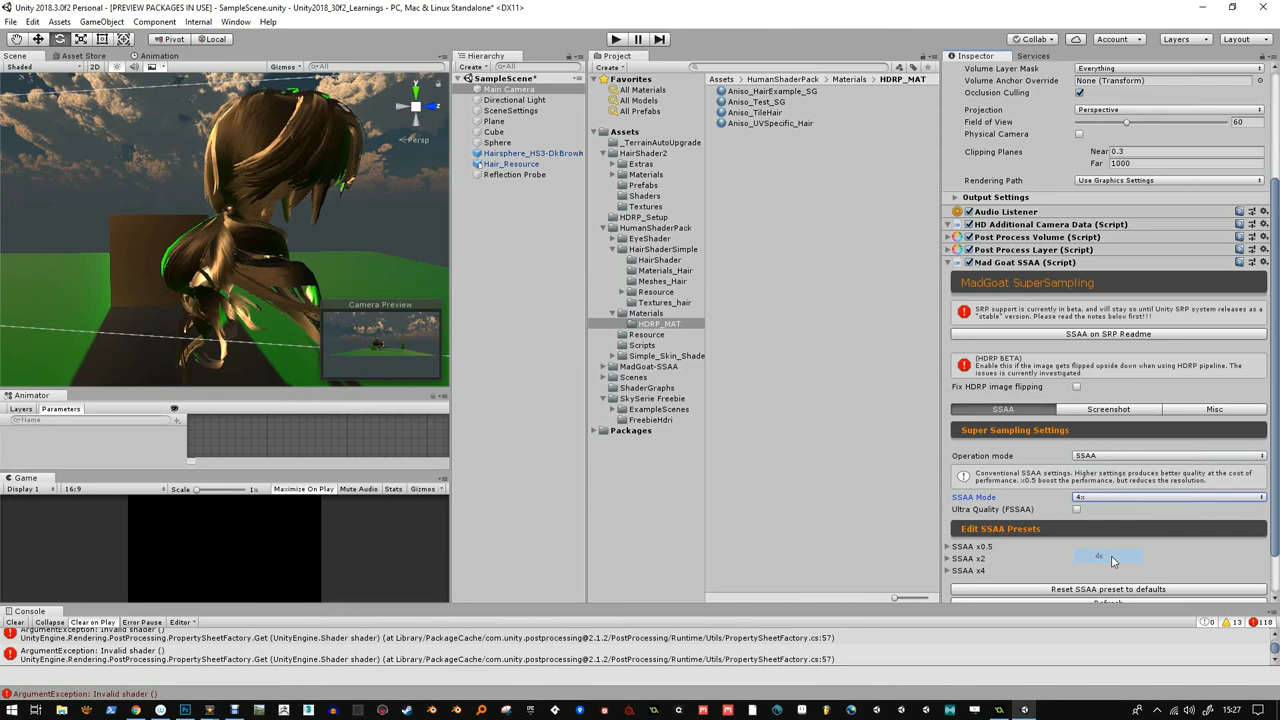 Unity 2018.3.0f2 Personal - [PREVIEW PACKAGES IN USE] - SampleScene.unity - Unity2018_30f2_Learnings - PC, Mac & Linux Standalone* <DX11>
File Edit Assets GameObject Component Internal Window Help
Pivot Local Collab Account Layers Layout
Scene Asset Store Animation
Shaded 2D Gizmos All
y
z
Persp
Camera Preview
Animator
Layers Parameters
Name
Game
Display 1 16:9 Scale 1x Maximize On Play Mute Audio Stats Gizmos
Hierarchy
Create All
SampleScene*
Main Camera
Directional Light
SceneSettings
Plane
Cube
Sphere
Hairsphere_HS3-DkBrown
Hair_Resource
Reflection Probe
Project
Create
Favorites
All Materials
All Models
All Prefabs
Assets
_TerrainAutoUpgrade
HairShader2
Extras
Materials
Prefabs
Shaders
Textures
HDRP_Setup
HumanShaderPack
EyeShader
HairShaderSimple
HairShader
Materials_Hair
Meshes_Hair
Resource
Textures_hair
Materials
HDRP_MAT
Resource
Scripts
Simple_Skin_Shade
MadGoat-SSAA
Scenes
ShaderGraphs
SkySerie Freebie
ExampleScenes
FreebieHdri
Packages
Assets HumanShaderPack Materials HDRP_MAT
Aniso_HairExample_SG
Aniso_Test_SG
Aniso_TileHair
Aniso_UVSpecific_Hair
Inspector Services
Volume Layer Mask Everything
Volume Anchor Override None (Transform)
Occlusion Culling
Projection Perspective
Field of View 60
Physical Camera
Clipping Planes Near 0.3
Far 1000
Rendering Path Use Graphics Settings
Output Settings
Audio Listener
HD Additional Camera Data (Script)
Post Process Volume (Script)
Post Process Layer (Script)
Mad Goat SSAA (Script)
MadGoat SuperSampling
SRP support is currently in beta, and will stay so until Unity SRP system releases as a
"stable" version. Please read the notes below first!!!
SSAA on SRP Readme
(HDRP BETA)
Enable this if the image gets flipped upside down when using HDRP pipeline. The
issues is currently investigated
Fix HDRP image flipping
SSAA Screenshot Misc
Super Sampling Settings
Operation mode SSAA
Conventional SSAA settings. Higher settings produces better quality at the cost of
performance. x0.5 boost the performance, but reduces the resolution.
SSAA Mode 4x
Ultra Quality (FSSAA)
Edit SSAA Presets
SSAA x0.5
4x
SSAA x2
SSAA x4
Reset SSAA preset to defaults
Console
Clear Collapse Clear on Play Error Pause Editor 0 13 118
ArgumentException: Invalid shader ()
UnityEngine.Rendering.PostProcessing.PropertySheetFactory.Get (UnityEngine.Shader shader) (at Library/PackageCache/com.unity.postprocessing@2.1.2/PostProcessing/Runtime/Utils/PropertySheetFactory.cs:57)
ArgumentException: Invalid shader ()
UnityEngine.Rendering.PostProcessing.PropertySheetFactory.Get (UnityEngine.Shader shader) (at Library/PackageCache/com.unity.postprocessing@2.1.2/PostProcessing/Runtime/Utils/PropertySheetFactory.cs:57)
ArgumentException: Invalid shader ()
15:27